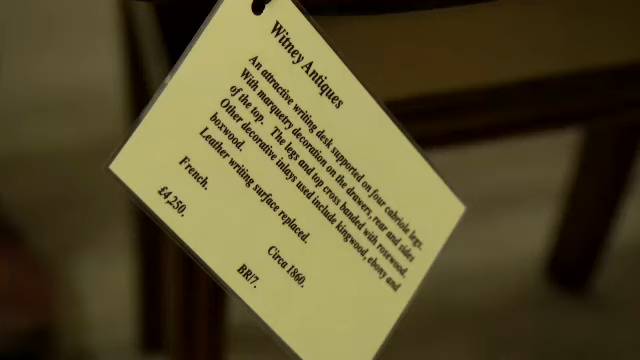 Witney Antiques
An attractive writing desk supported on four cabriole legs.
With marquetry decoration on the drawers, rear and sides
of the top. The legs and top cross banded with rosewood.
Other decorative inlays used include kingwood, ebony and
boxwood.
Leather writing surface replaced.
French.
Circa 1860.
£4,250.
BR/7.